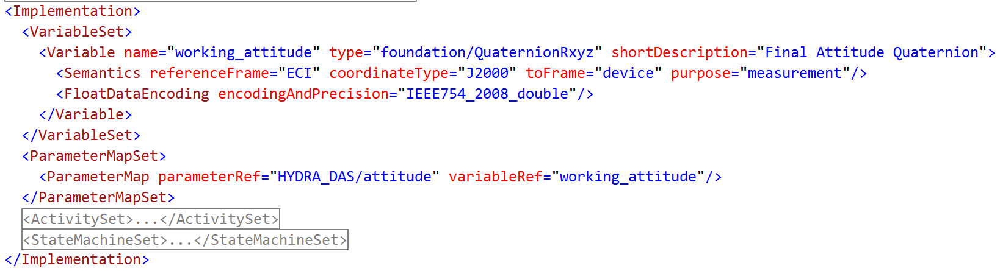 <Implementation>
<VariableSet>
<Variable name="working_attitude" type="foundation/QuaternionRxyz" shortDescription="Final Attitude Quaternion">
<Semantics referenceFrame="ECI" coordinateType="J2000" toFrame="device" purpose="measurement"/>
<FloatDataEncoding encodingAndPrecision="IEEE754_2008_double"/>
</Variable>
</VariableSet>
<ParameterMapSet>
<ParameterMap parameterRef="HYDRA_DAS/attitude" variableRef="working_attitude"/>
</ParameterMapSet>
<ActivitySet>...</ActivitySet>
<StateMachineSet>...</StateMachineSet>
</Implementation>